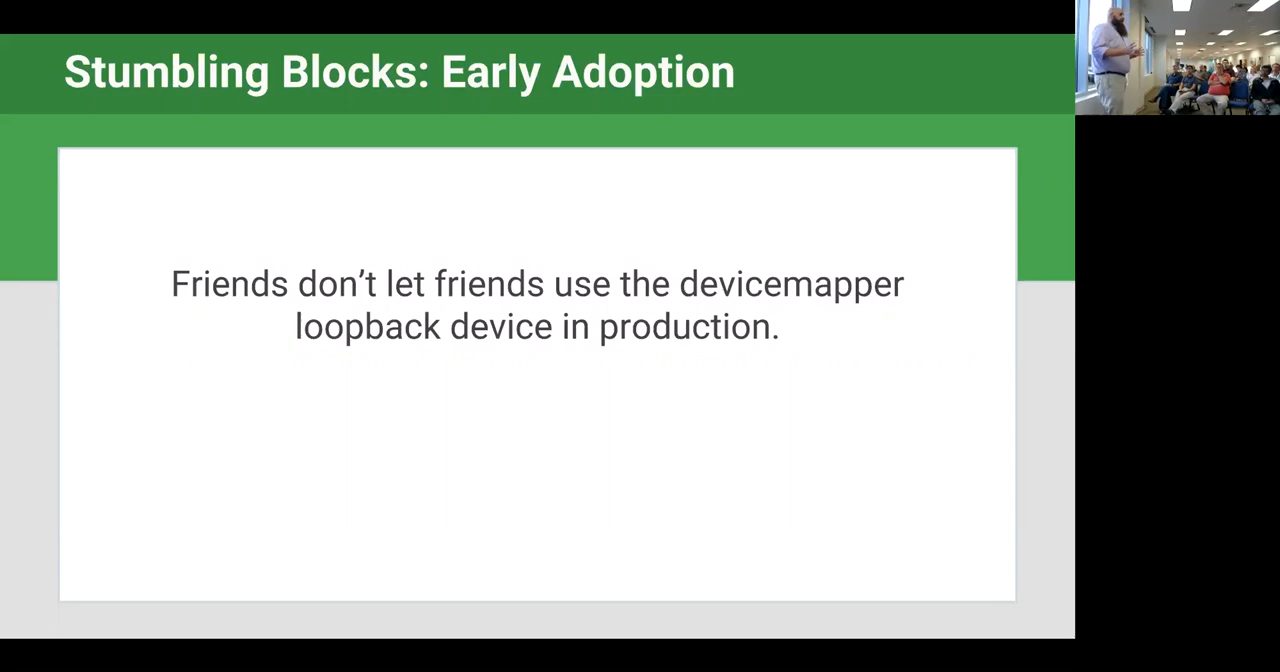 Stumbling Blocks: Early Adoption
Friends don’t let friends use the devicemapper
loopback device in production.